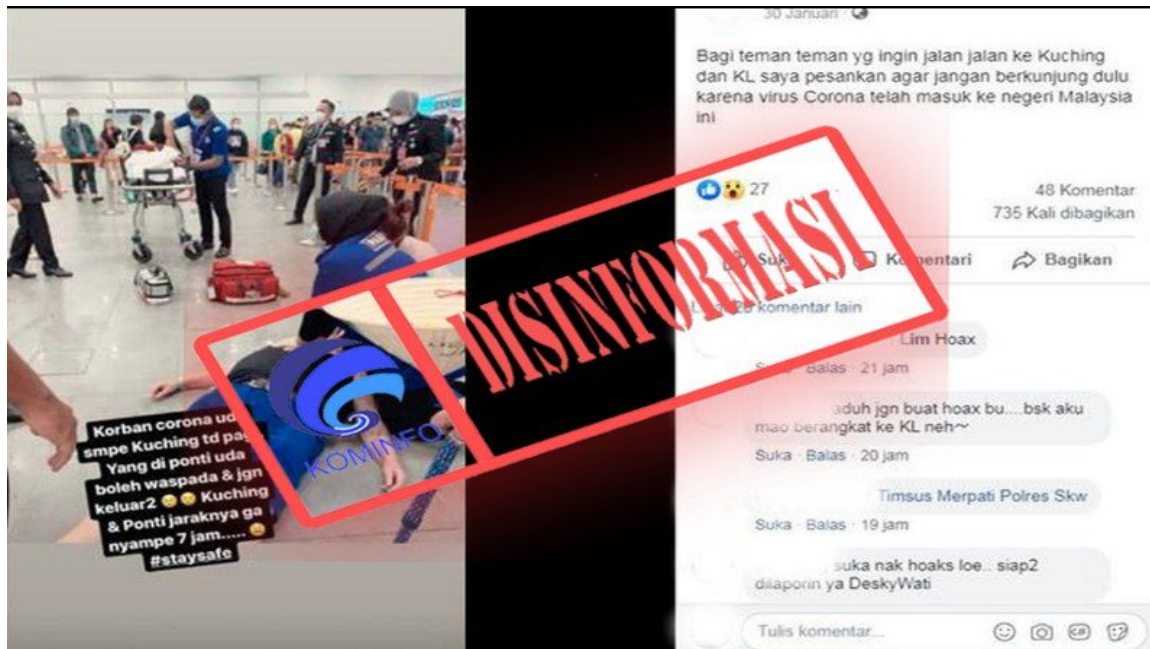 30 Januari
Bagi teman teman yg ingin jalan jalan ke Kuching
dan KL saya pesankan agar jangan berkunjung dulu
karena virus Corona telah masuk ke negeri Malaysia
ini
27
48 Komentar
735 Kali dibagikan
Komentari
Bagikan
komentar lain
Lim Hoax
Suka Balas 21 jam
aduh jgn buat hoax bu....bsk aku
mao berangkat ke KL neh~
Suka Balas 20 jam
Timsus Merpati Polres Skw
Suka Balas 19 jam
suka nak hoaks loe.. siap2
dilaporin ya DeskyWati
Tulis komentar...
GIF
DISINFORMASI
KOMINFO
Korban corona ud
smpe Kuching td pag
Yang di ponti uda
boleh waspada & jgn
keluar2 😢😢 Kuching
& Ponti jaraknya ga
nyampe 7 jam..... 😩
#staysafe